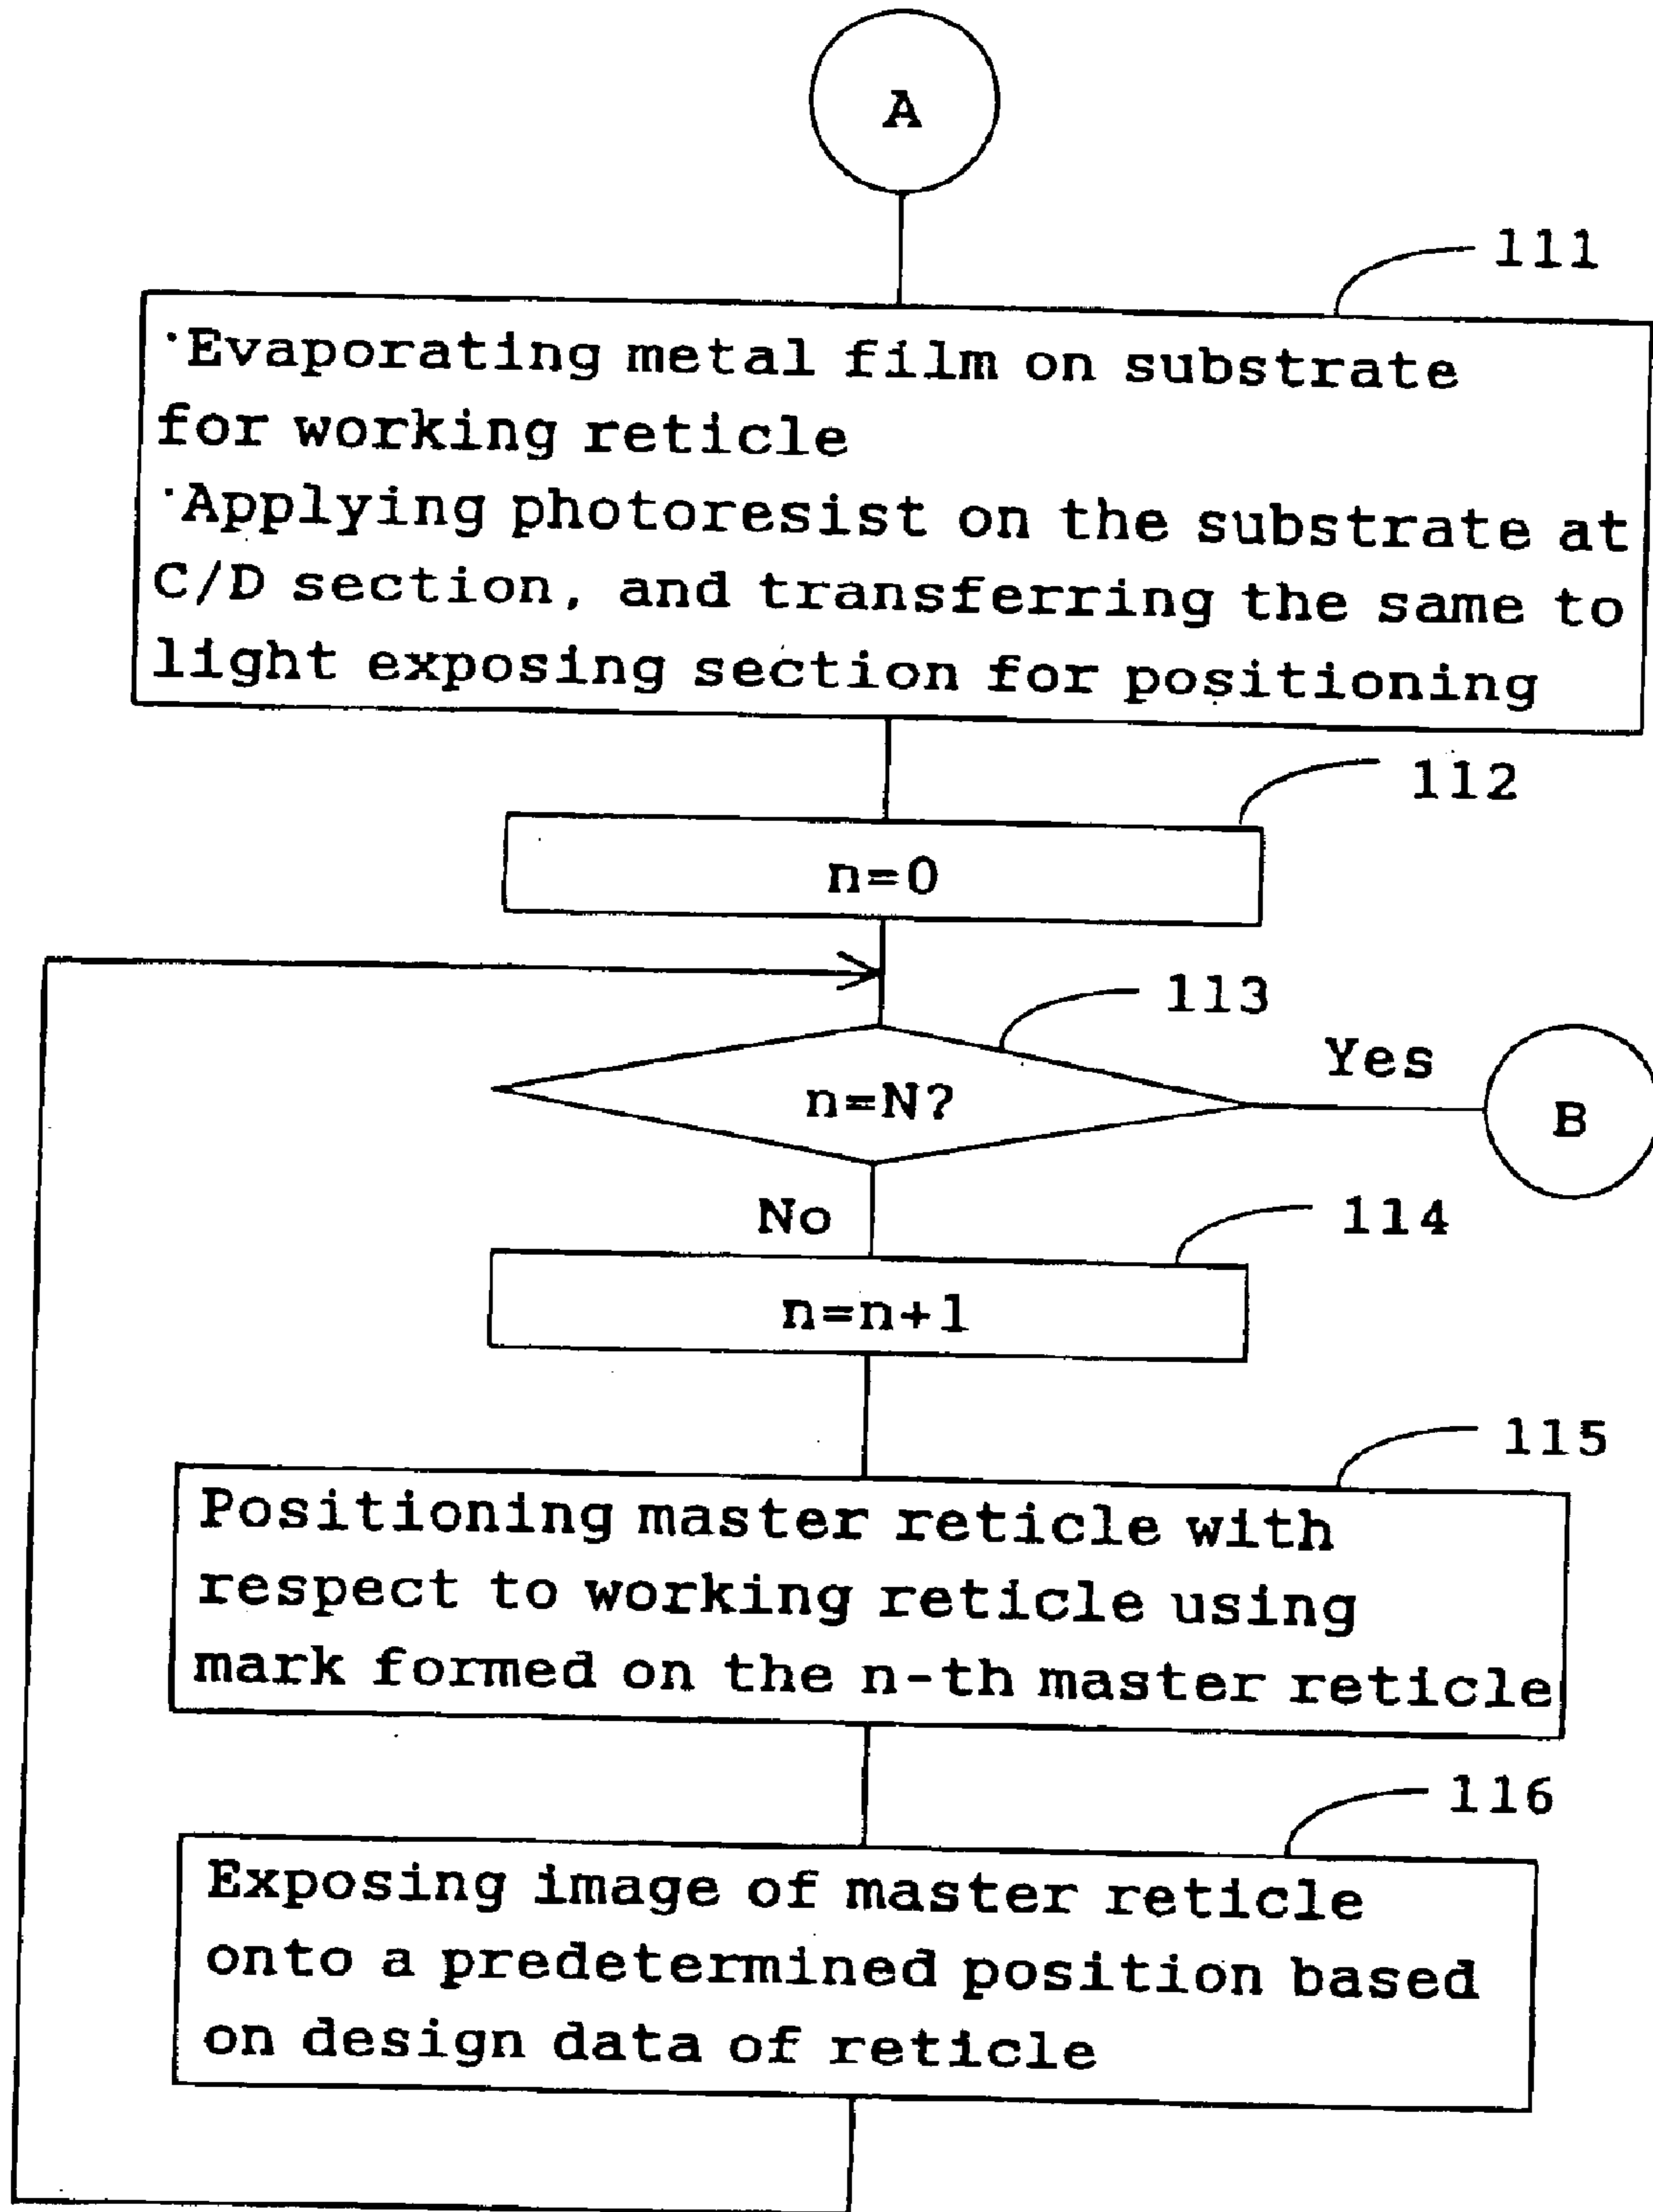 A
111
·Evaporating metal film on substrate
for working reticle
·Applying photoresist on the substrate at
C/D section, and transferring the same to
light exposing section for positioning
112
n=0
113
n=N?
Yes
B
No
114
n=n+1
115
Positioning master reticle with
respect to working reticle using
mark formed on the n-th master reticle
116
Exposing image of master reticle
onto a predetermined position based
on design data of reticle